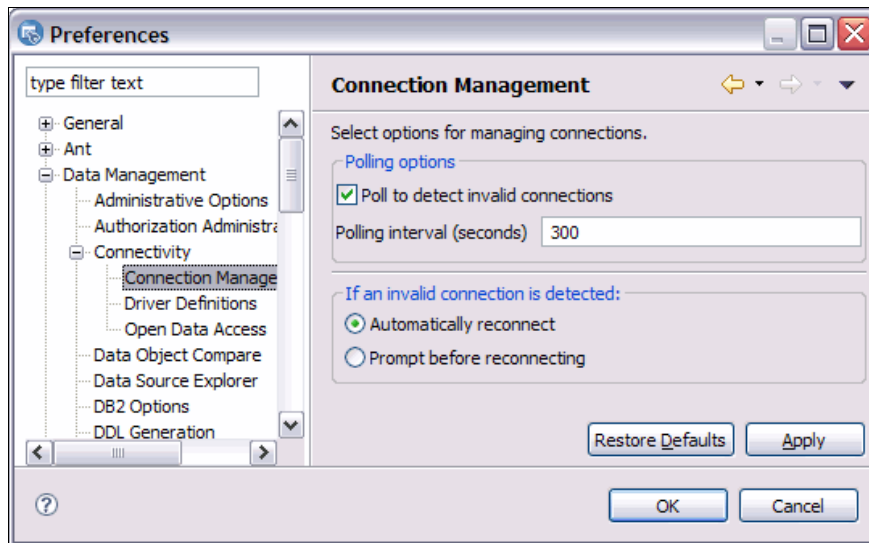 Preferences
type filter text
General
Ant
Data Management
Administrative Options
Authorization Administra
Connectivity
Connection Manage
Driver Definitions
Open Data Access
Data Object Compare
Data Source Explorer
DB2 Options
DDL Generation
Connection Management
Select options for managing connections.
Polling options
Poll to detect invalid connections
Polling interval (seconds) 300
If an invalid connection is detected:
Automatically reconnect
Prompt before reconnecting
Restore Defaults Apply
OK Cancel